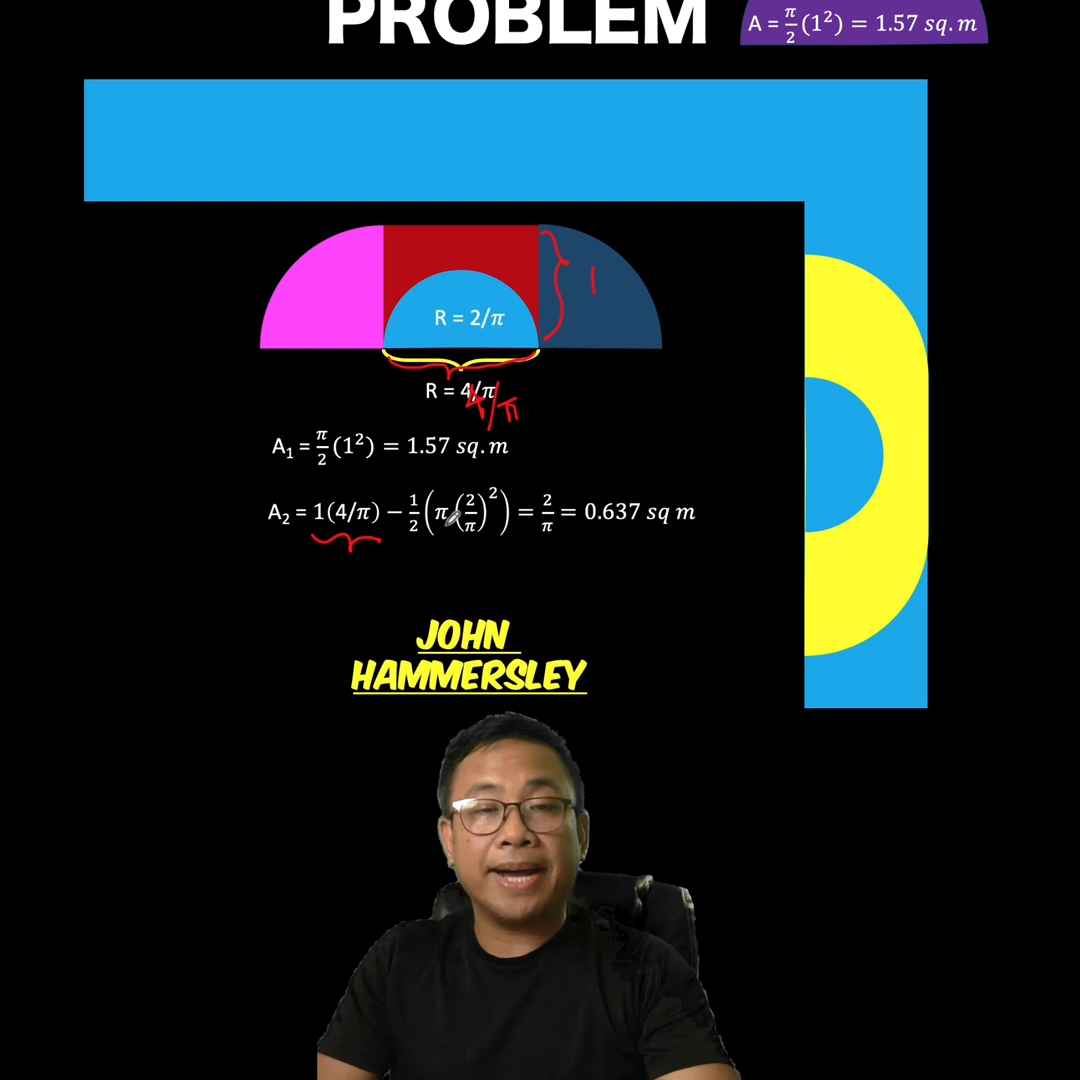 PROBLEM
A = π/2 (1²) = 1.57 sq. m
1
R = 2/π
R = 4/π
4/π
A₁ = π/2 (1²) = 1.57 sq. m
A₂ = 1(4/π) − 1/2 (π (2/π)²) = 2/π = 0.637 sq m
JOHN
HAMMERSLEY